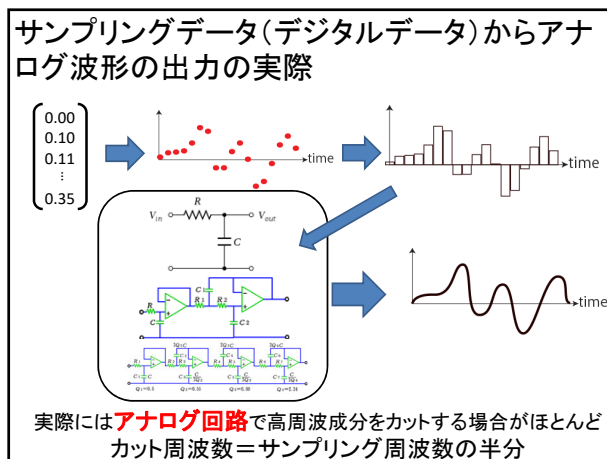 サンプリングデータ(デジタルデータ)からアナ
ログ波形の出力の実際
0.00
0.10
0.11
⋮
0.35
time
time
R
Vin
Vout
C
R
C
R1
C1
R2
C2
time
実際にはアナログ回路で高周波成分をカットする場合がほとんど
カット周波数＝サンプリング周波数の半分